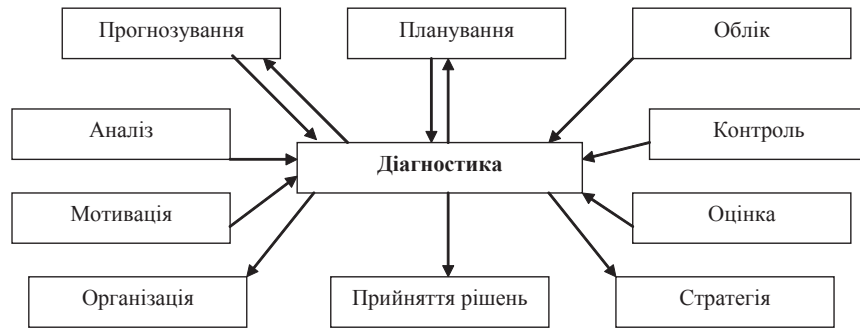 Прогнозування
Планування
Облік
Аналіз
Контроль
Діагностика
Мотивація
Оцінка
Організація
Прийняття рішень
Стратегія